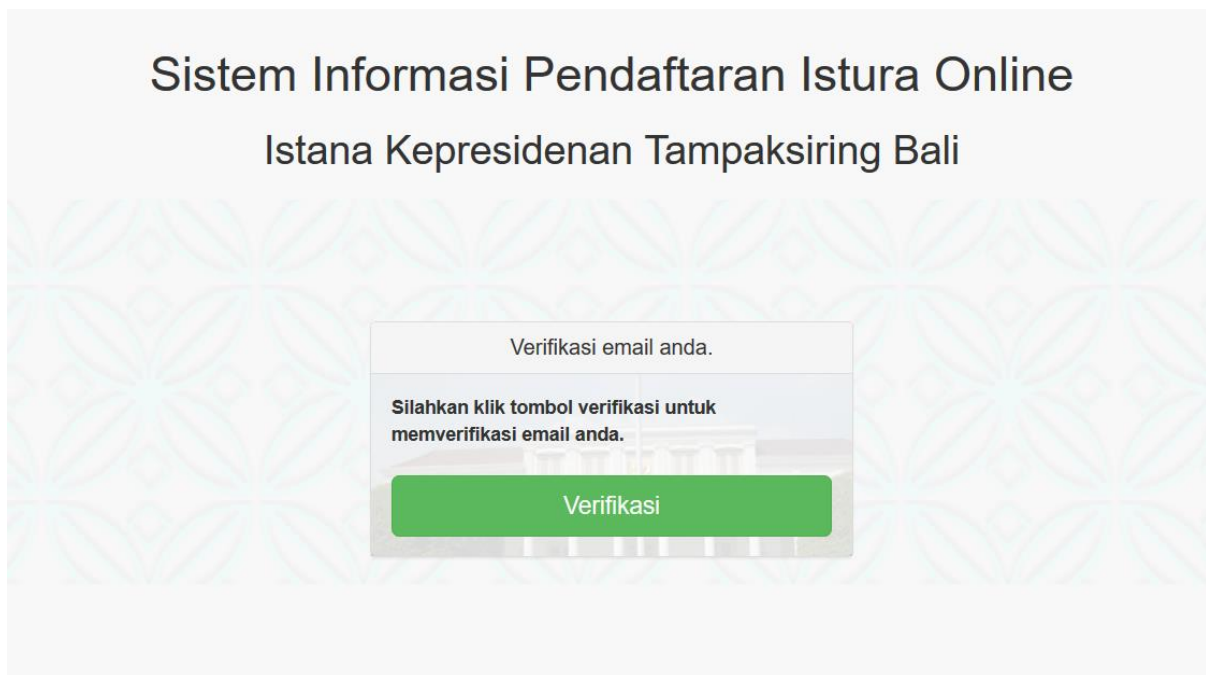 Sistem Informasi Pendaftaran Istura Online
Istana Kepresidenan Tampaksiring Bali
Verifikasi email anda.
Silahkan klik tombol verifikasi untuk
memverifikasi email anda.
Verifikasi